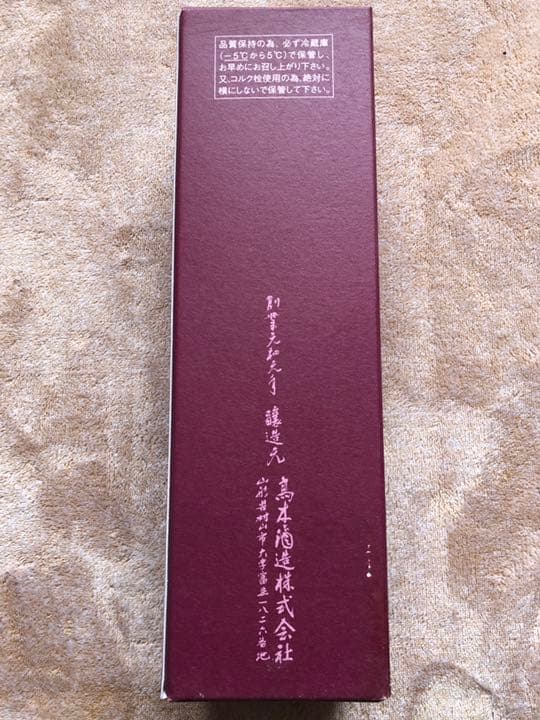 品質保持の為、必ず冷蔵庫
(−5℃から5℃)で保管し、
お早めにお召し上がり下さい。
又、コルク栓使用の為、絶対に
横にしないで保管して下さい。
創業元和元年 醸造元
高木酒造株式会社
山形県村山市大字富並一八二六番地